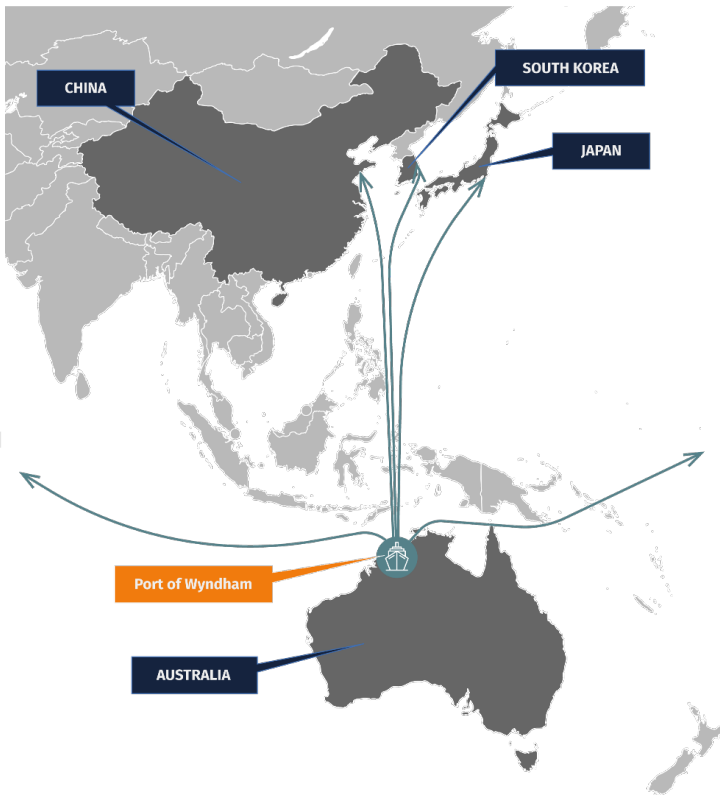 SOUTH KOREA
CHINA
JAPAN
Port of Wyndham
AUSTRALIA